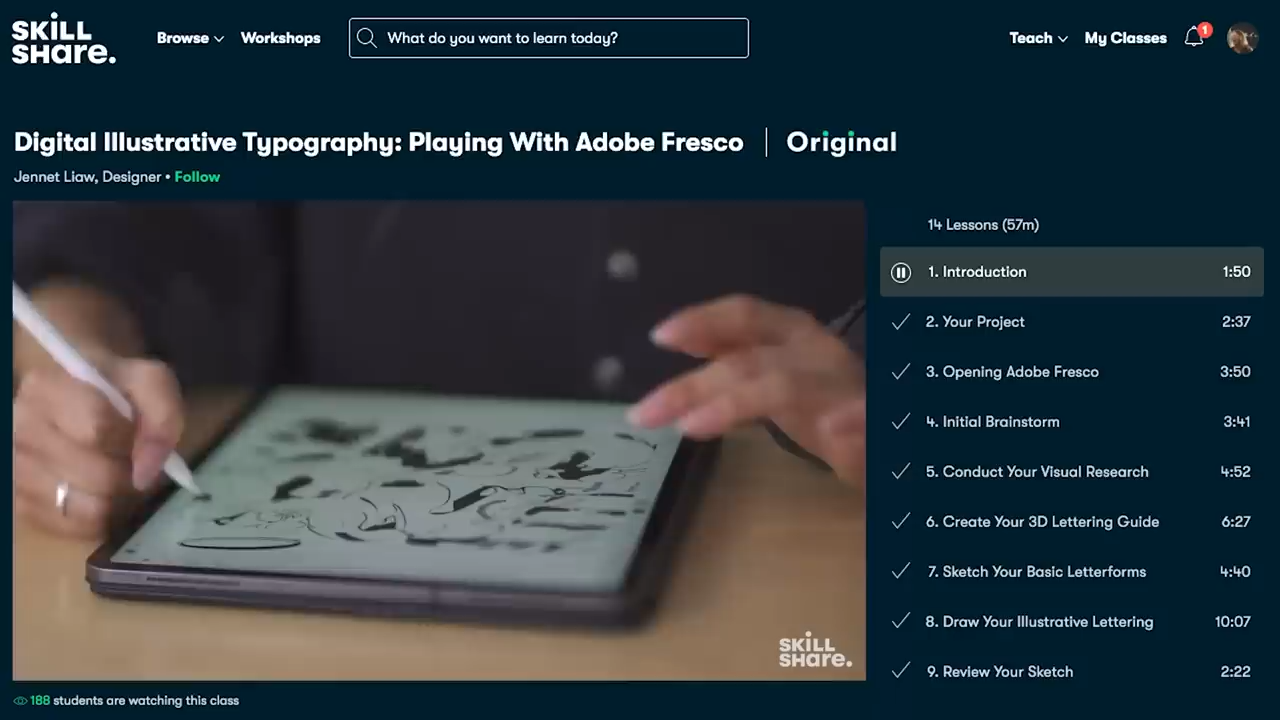 SKILL
SHare.
Browse
Workshops
What do you want to learn today?
Teach
My Classes
1
Digital Illustrative Typography: Playing With Adobe Fresco | Original
Jennet Liaw, Designer • Follow
14 Lessons (57m)
1. Introduction 1:50
2. Your Project 2:37
3. Opening Adobe Fresco 3:50
4. Initial Brainstorm 3:41
5. Conduct Your Visual Research 4:52
6. Create Your 3D Lettering Guide 6:27
7. Sketch Your Basic Letterforms 4:40
8. Draw Your Illustrative Lettering 10:07
9. Review Your Sketch 2:22
SKILL
SHare.
188 students are watching this class